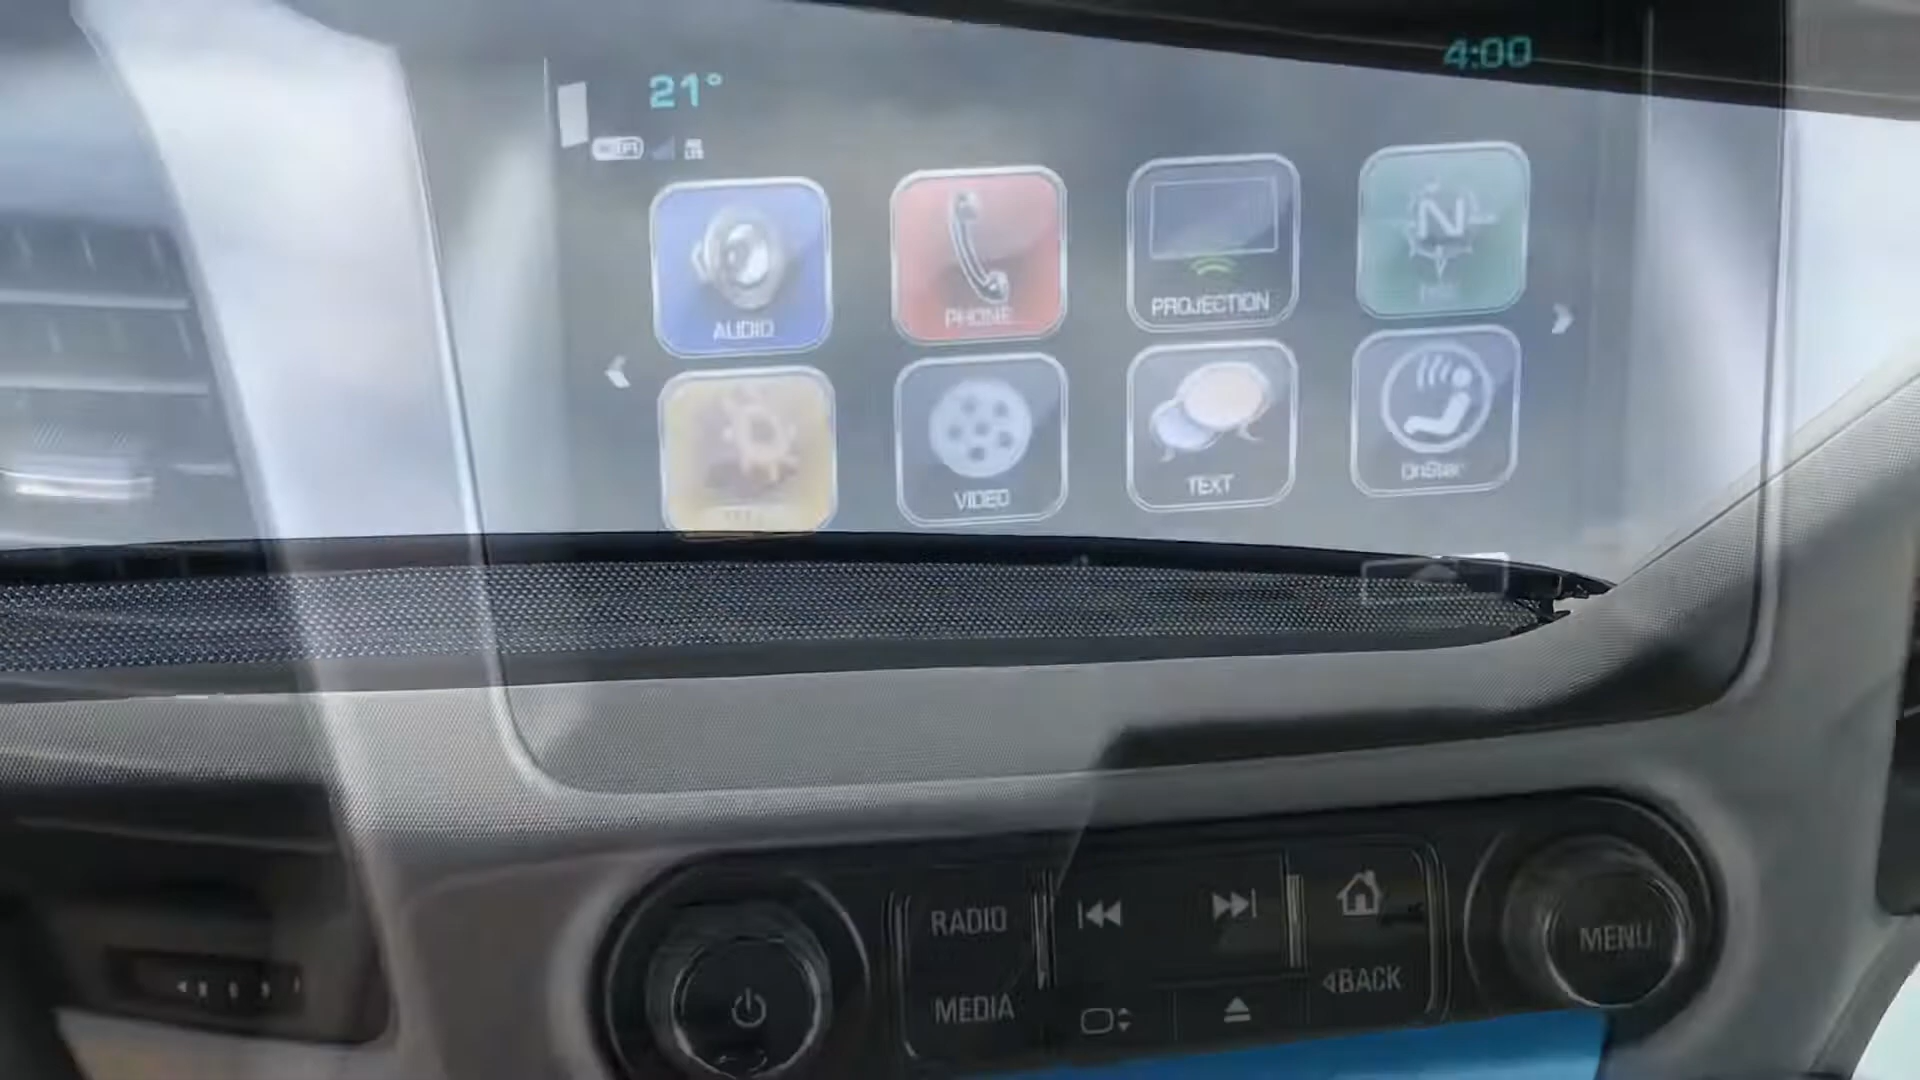 4:00
21°
AUDIO
PHONE
PROJECTION
N
VIDEO
TEXT
OnStar
RADIO
MEDIA
BACK
MENU